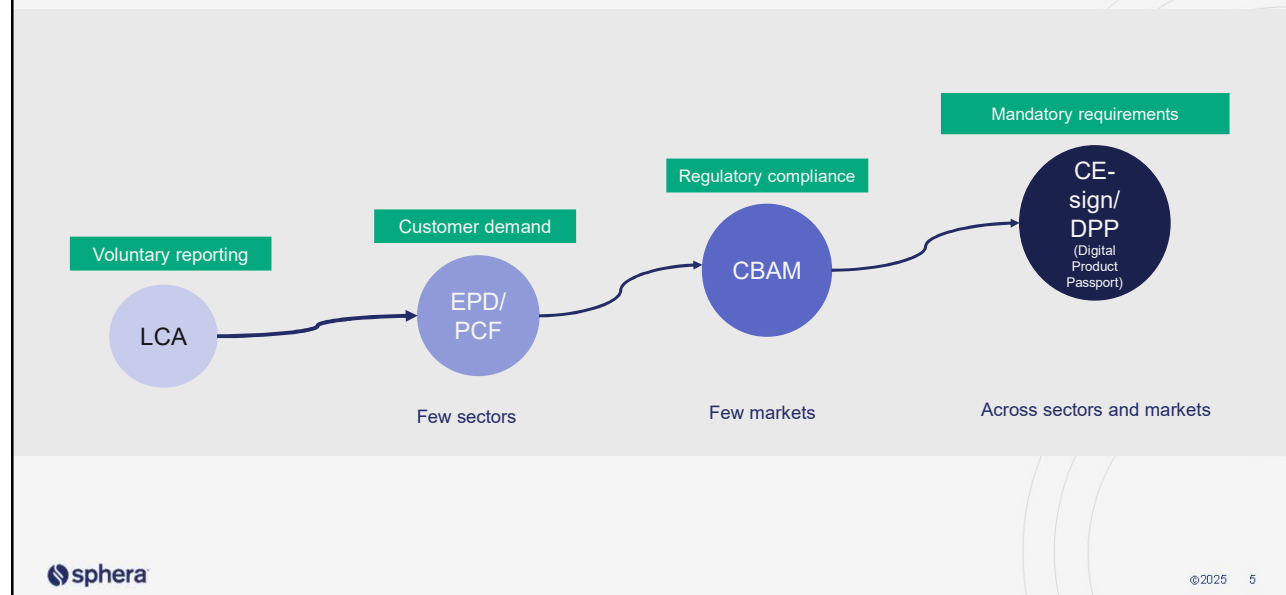 Voluntary reporting
LCA
Customer demand
EPD/
PCF
Few sectors
Regulatory compliance
CBAM
Few markets
Mandatory requirements
CE-
sign/
DPP
(Digital
Product
Passport)
Across sectors and markets
sphera
©2025 5